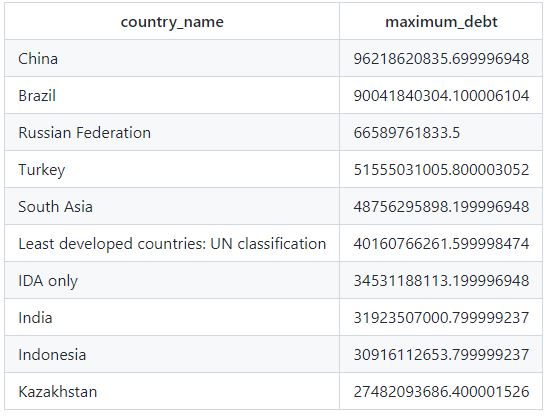 country_name maximum_debt
China 96218620835.699996948
Brazil 90041840304.100006104
Russian Federation 66589761833.5
Turkey 51555031005.800003052
South Asia 48756295898.199996948
Least developed countries: UN classification 40160766261.599998474
IDA only 34531188113.199996948
India 31923507000.799999237
Indonesia 30916112653.799999237
Kazakhstan 27482093686.400001526